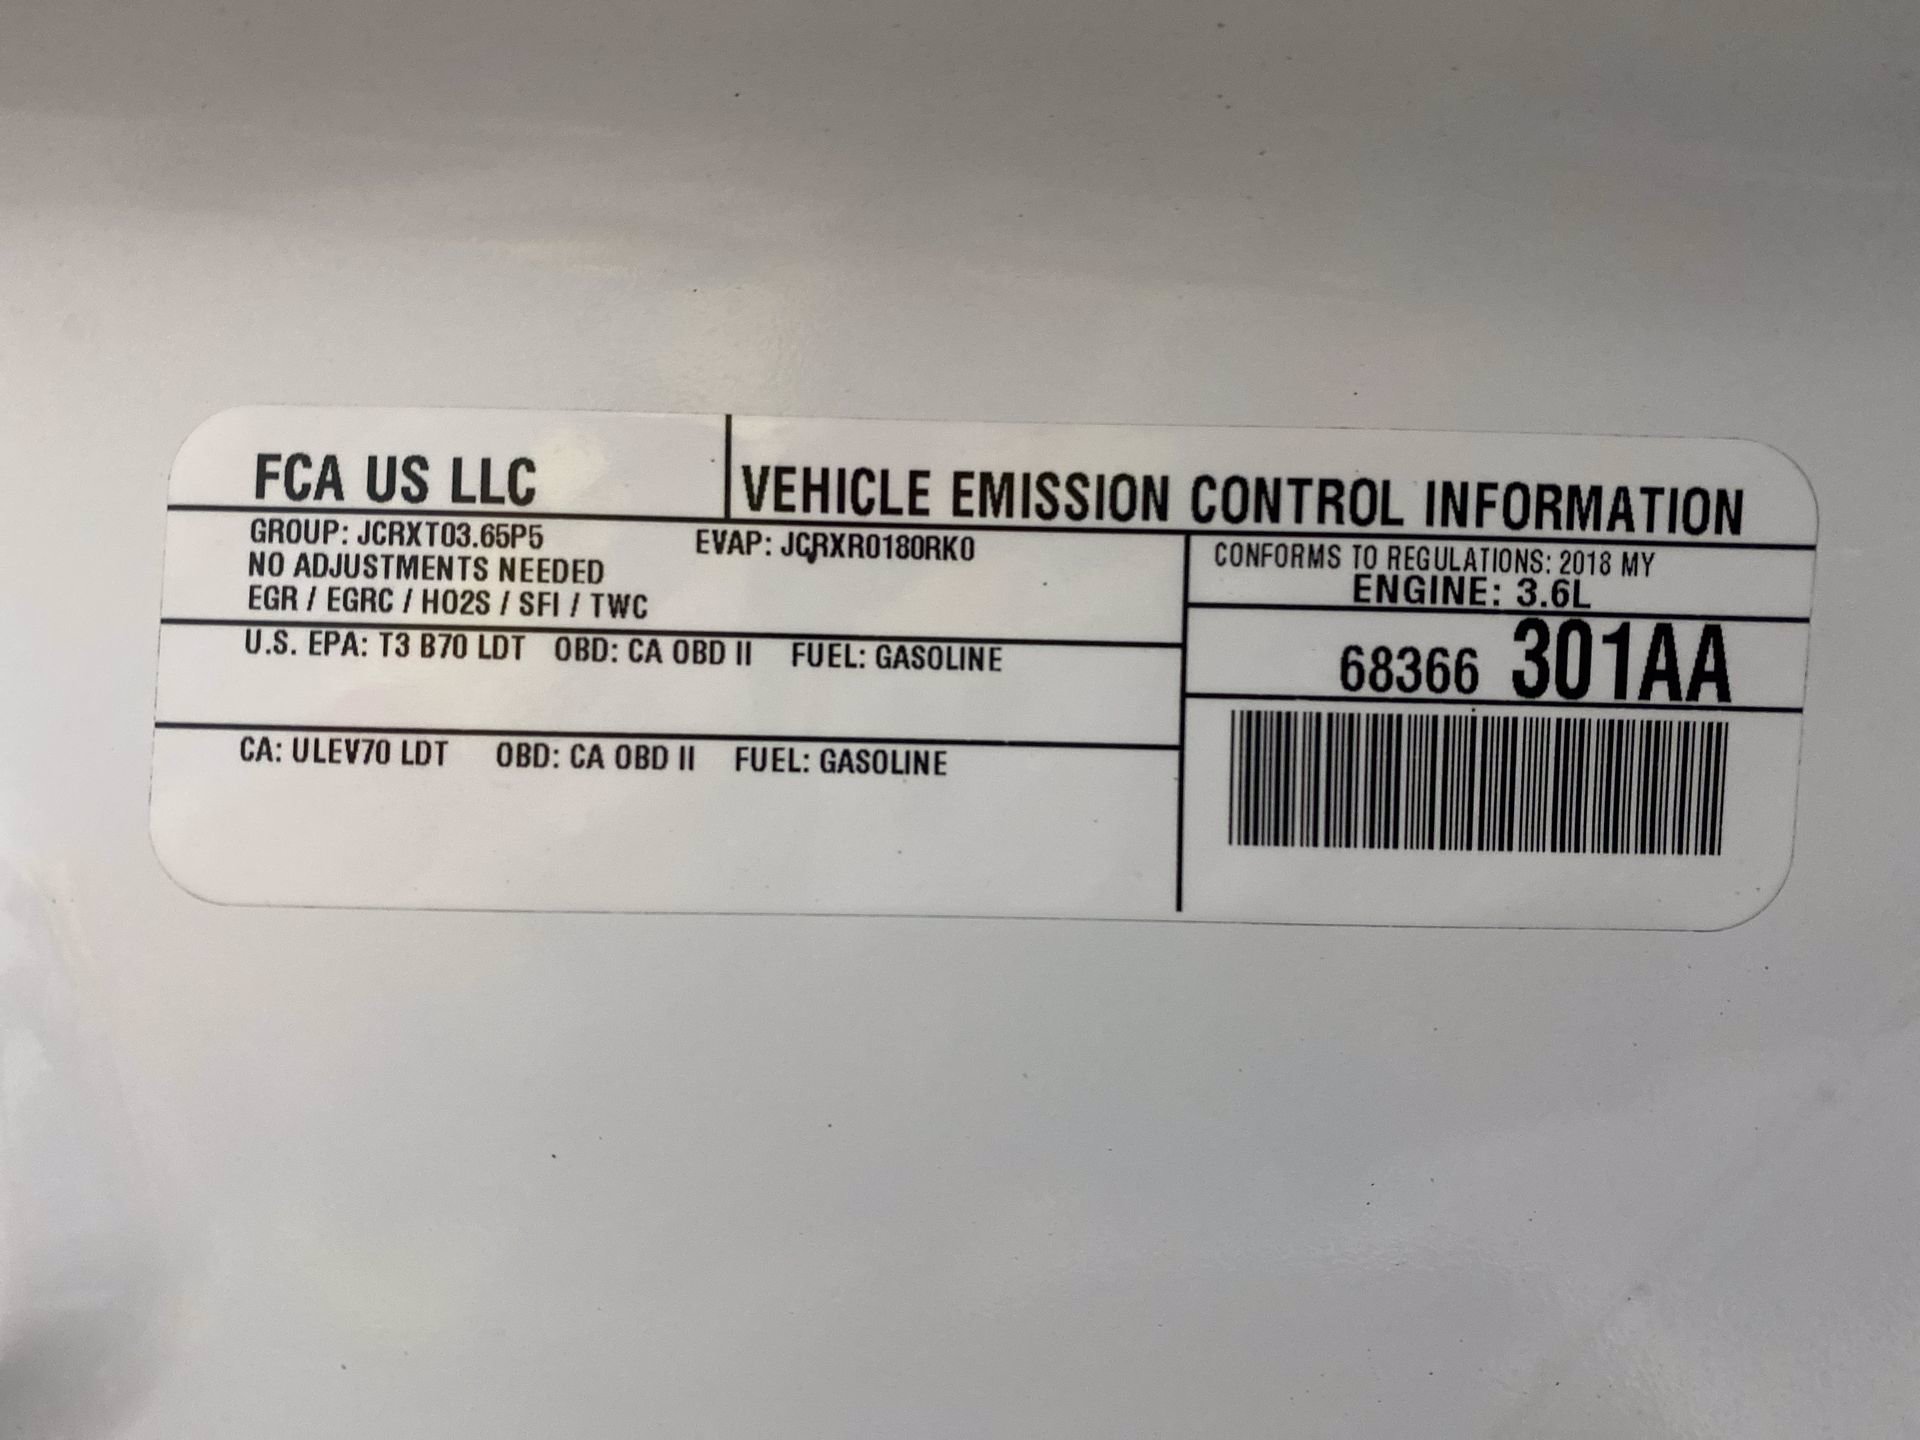 FCA US LLC
VEHICLE EMISSION CONTROL INFORMATION
GROUP: JCRXT03.65P5 EVAP: JCRXR0180RK0
NO ADJUSTMENTS NEEDED
EGR / EGRC / HO2S / SFI / TWC
CONFORMS TO REGULATIONS: 2018 MY
ENGINE: 3.6L
U.S. EPA: T3 B70 LDT OBD: CA OBD II FUEL: GASOLINE
68366 301AA
CA: ULEV70 LDT OBD: CA OBD II FUEL: GASOLINE